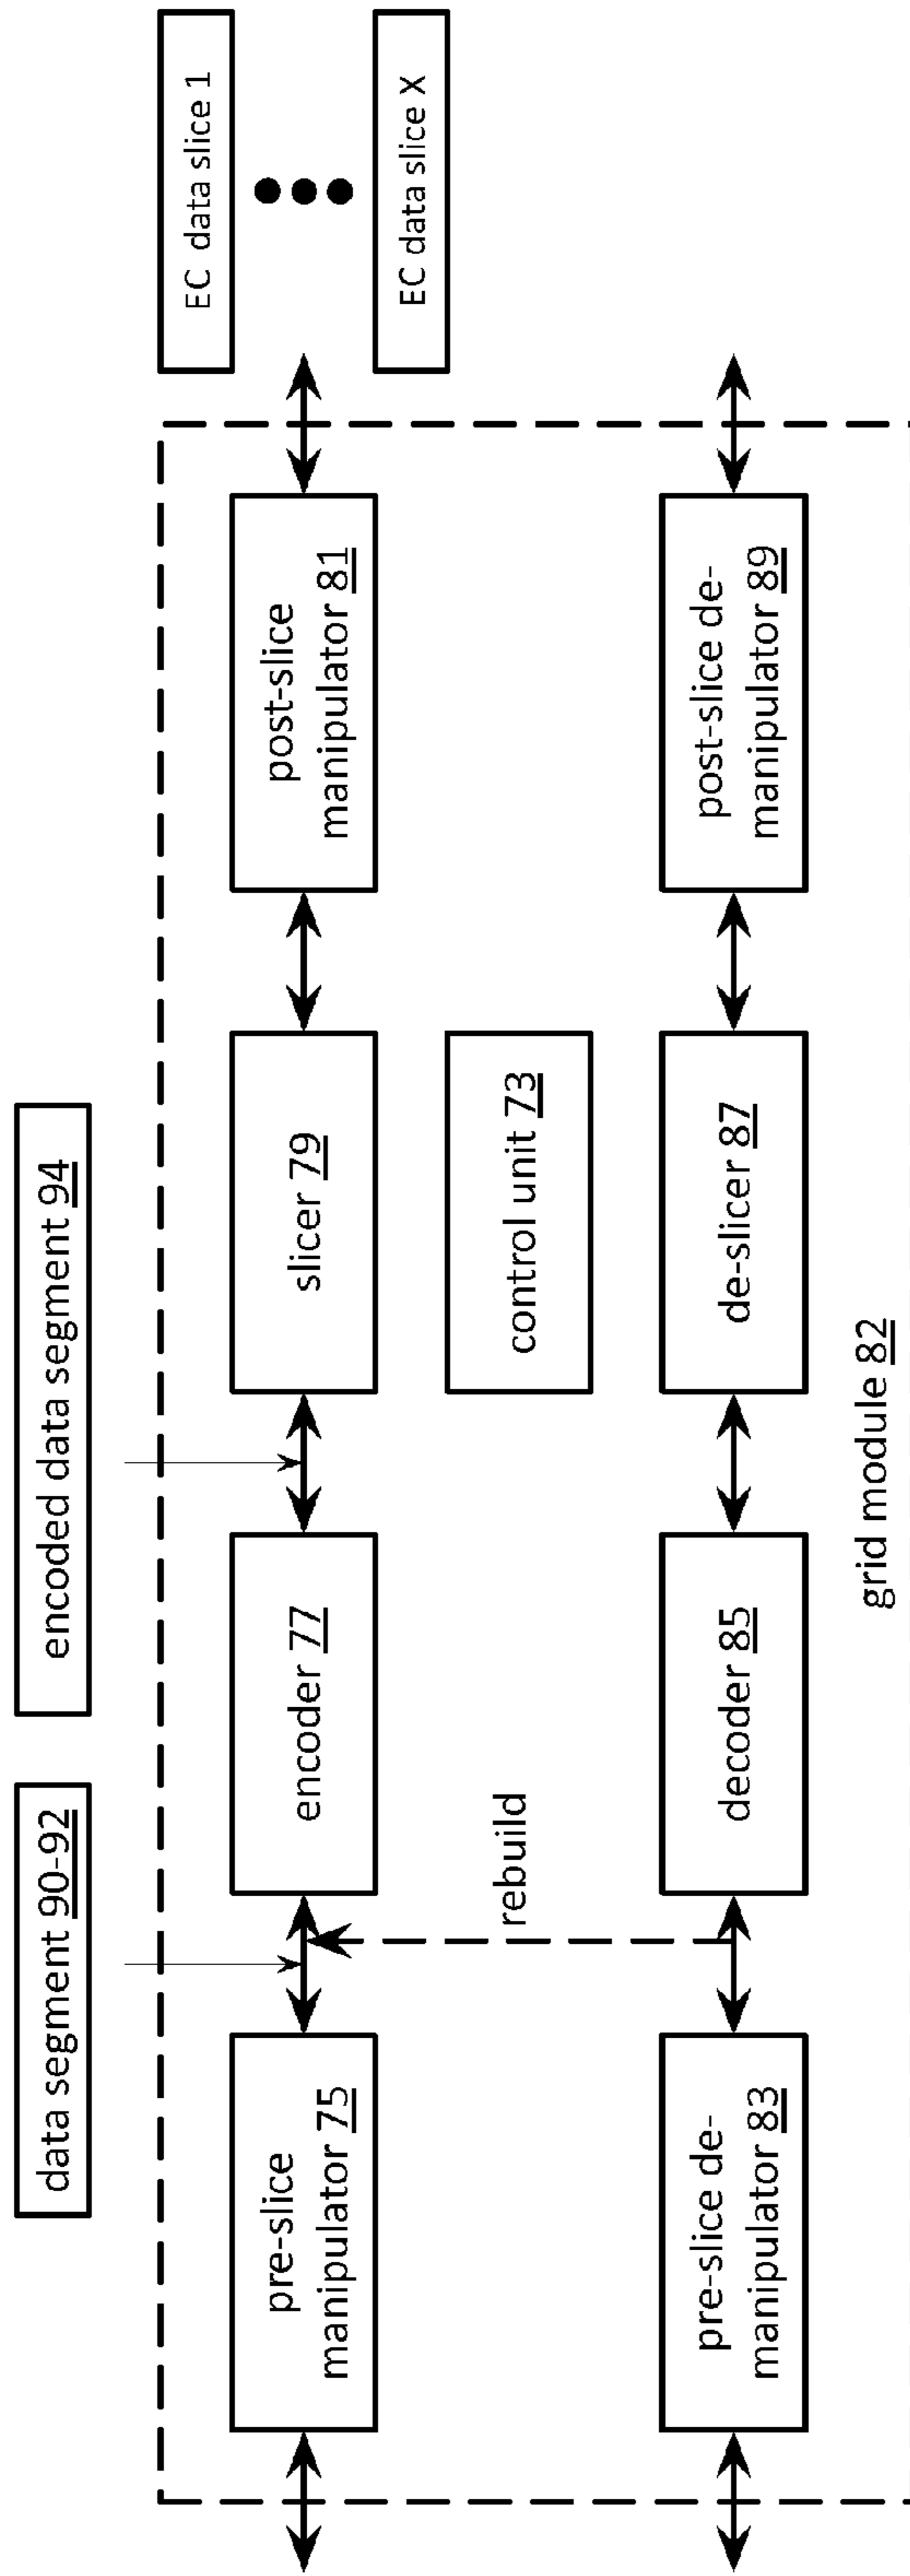 data segment 90-92
encoded data segment 94
EC data slice 1
EC data slice X
pre-slice
manipulator 75
encoder 77
slicer 79
post-slice
manipulator 81
rebuild
control unit 73
pre-slice de-
manipulator 83
decoder 85
de-slicer 87
post-slice de-
manipulator 89
grid module 82